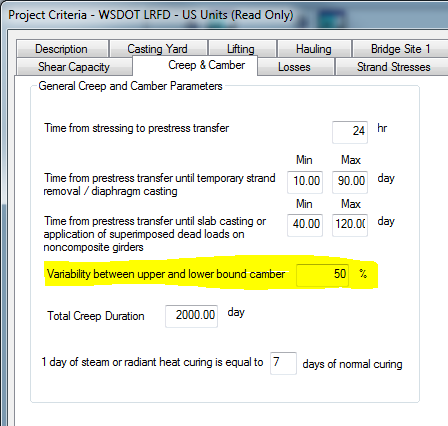 Project Criteria - WSDOT LRFD - US Units (Read Only)
Description Casting Yard Lifting Hauling Bridge Site 1
Shear Capacity Creep & Camber Losses Strand Stresses
General Creep and Camber Parameters
Time from stressing to prestress transfer 24 hr
Min Max
Time from prestress transfer until temporary strand
removal / diaphragm casting 10.00 90.00 day
Min Max
Time from prestress transfer until slab casting or
application of superimposed dead loads on
noncomposite girders 40.00 120.0( day
Variability between upper and lower bound camber 50 %
Total Creep Duration 2000.00 day
1 day of steam or radiant heat curing is equal to 7 days of normal curing